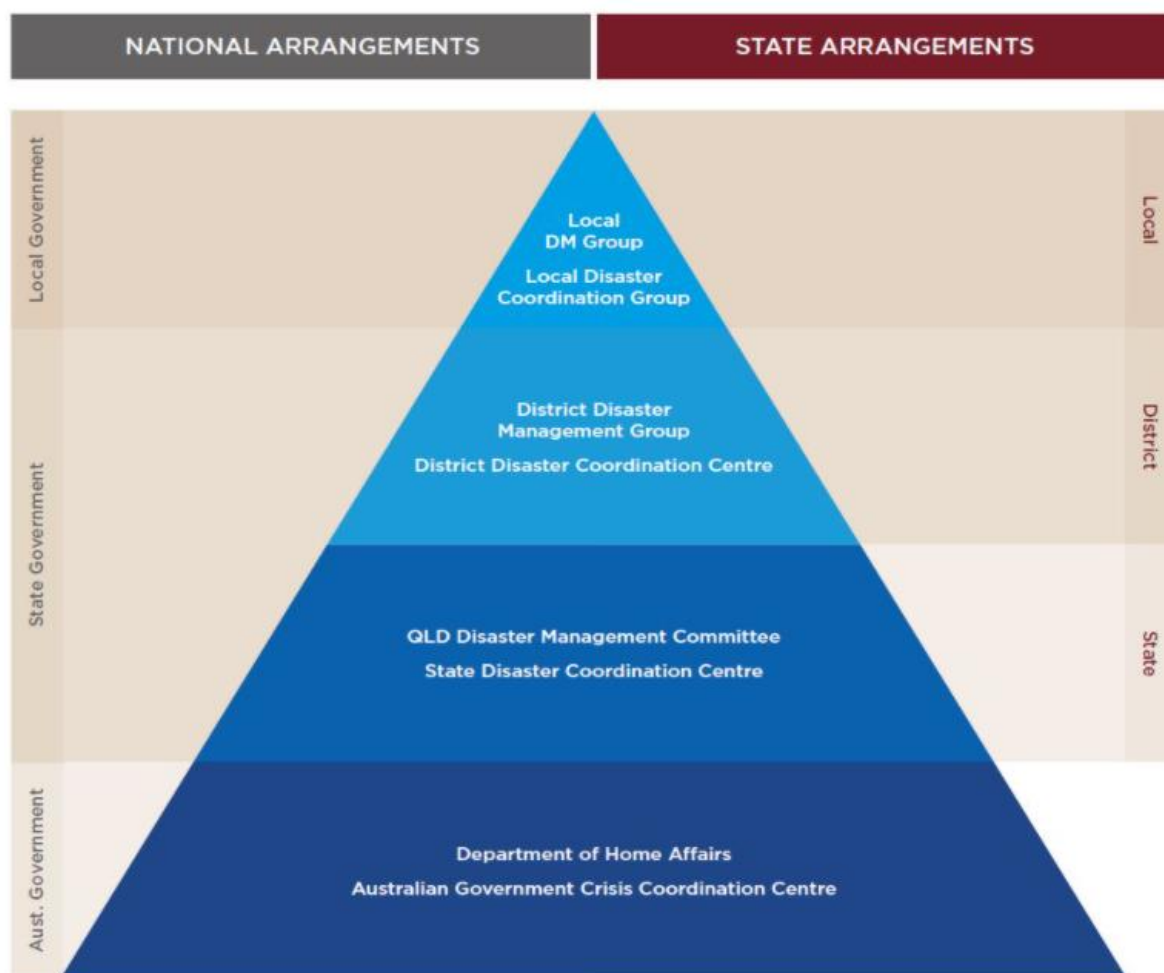 NATIONAL ARRANGEMENTS
STATE ARRANGEMENTS
Local Government
Local
DM Group
Local Disaster
Coordination Group
Local
State Government
District Disaster
Management Group
District Disaster Coordination Centre
District
QLD Disaster Management Committee
State Disaster Coordination Centre
State
Aust. Government
Department of Home Affairs
Australian Government Crisis Coordination Centre